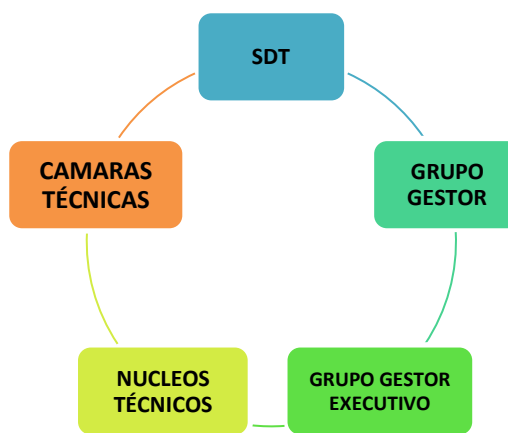 SDT
GRUPO
GESTOR
GRUPO GESTOR
EXECUTIVO
NUCLEOS
TÉCNICOS
CAMARAS
TÉCNICAS